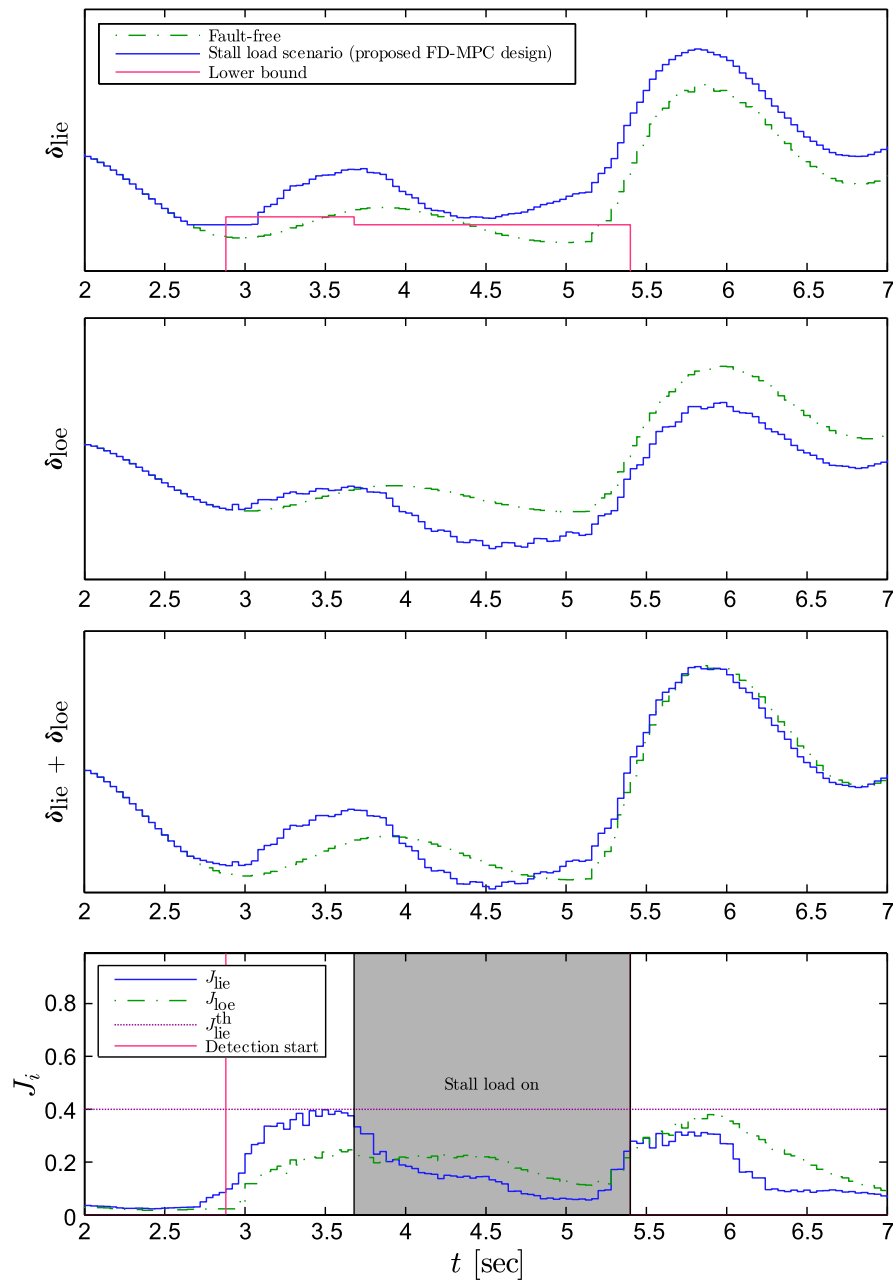 Fault-free
Stall load scenario (proposed FD-MPC design)
Lower bound
δlie
2 2.5 3 3.5 4 4.5 5 5.5 6 6.5 7
δloe
2 2.5 3 3.5 4 4.5 5 5.5 6 6.5 7
δlie + δloe
2 2.5 3 3.5 4 4.5 5 5.5 6 6.5 7
Jlie
Jloe
Jlie^th
Detection start
Stall load on
Ji
0.8
0.6
0.4
0.2
0
2 2.5 3 3.5 4 4.5 5 5.5 6 6.5 7
t [sec]